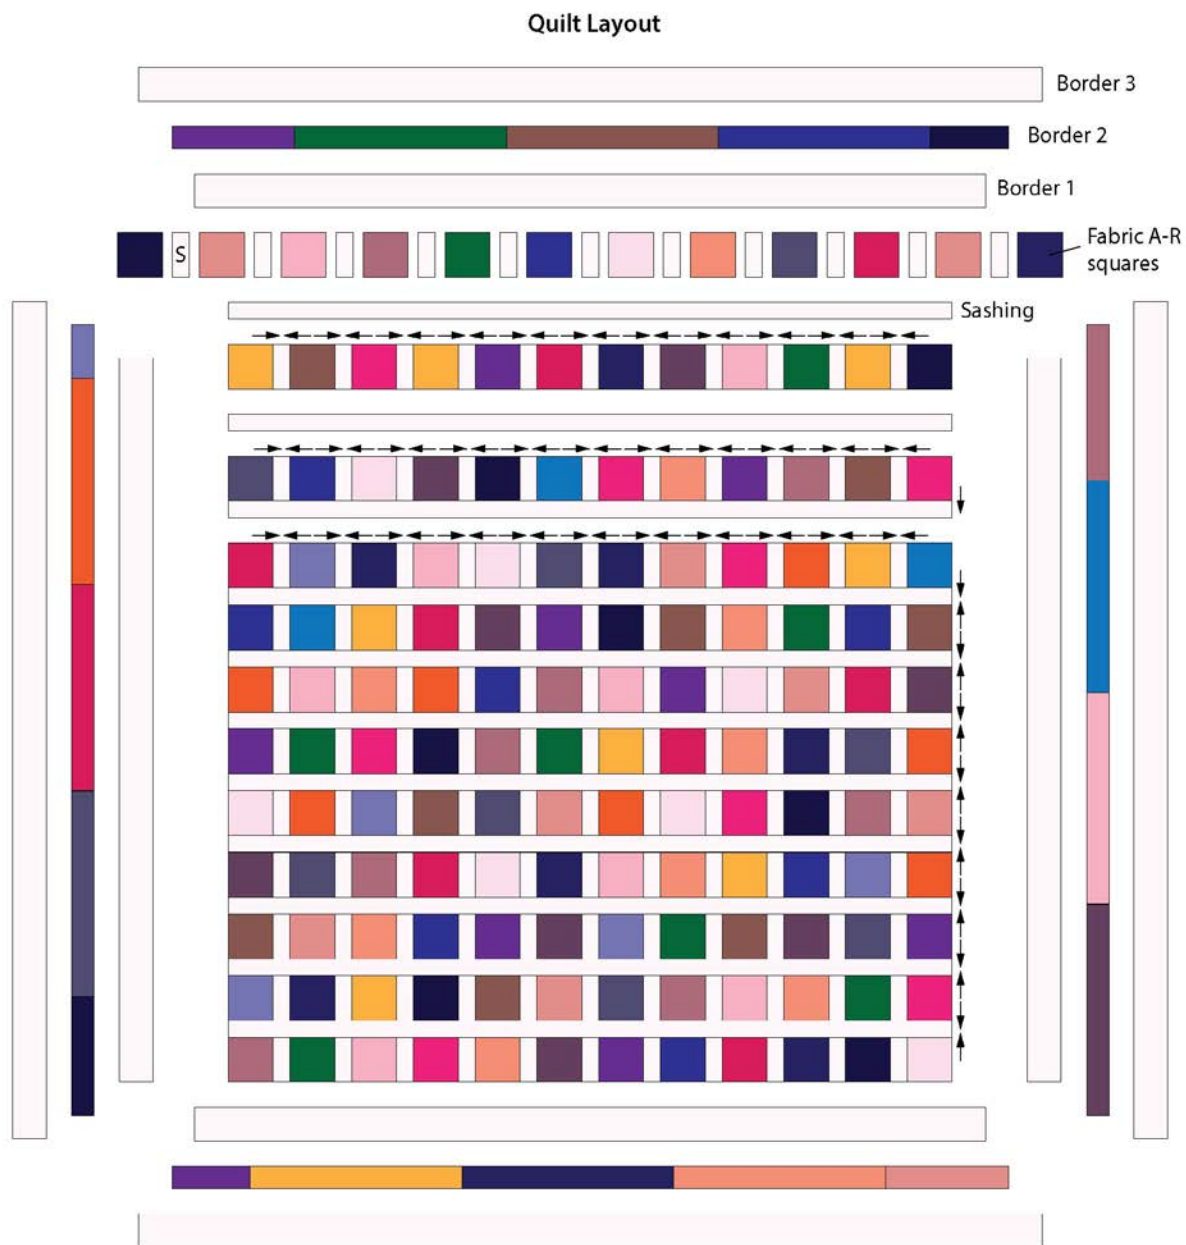 Quilt Layout
Border 3
Border 2
Border 1
S
Fabric A-R
squares
Sashing